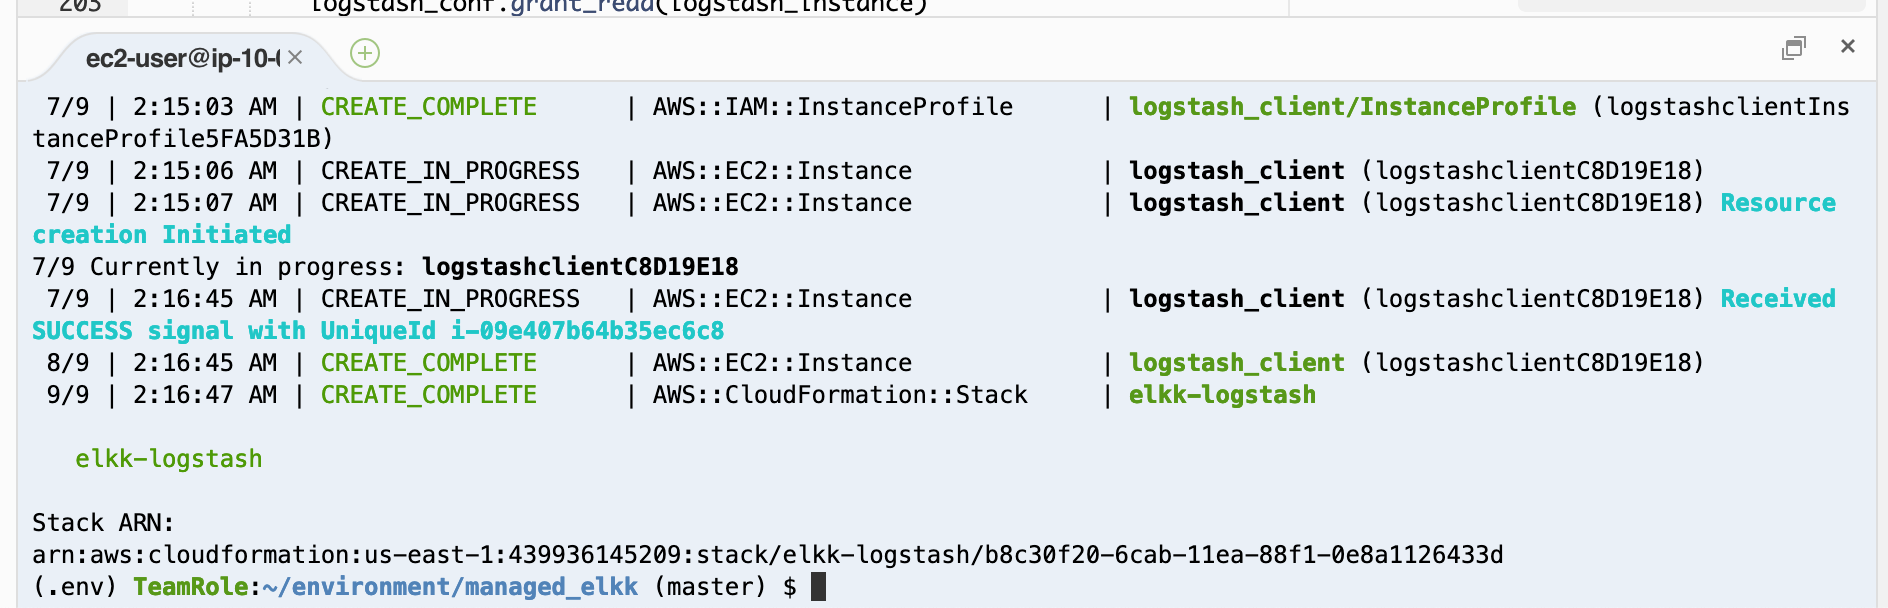 203 logstash_conf.grant_read(logstash_instance)
ec2-user@ip-10-
7/9 | 2:15:03 AM | CREATE_COMPLETE | AWS::IAM::InstanceProfile | logstash_client/InstanceProfile (logstashclientIns
tanceProfile5FA5D31B)
7/9 | 2:15:06 AM | CREATE_IN_PROGRESS | AWS::EC2::Instance | logstash_client (logstashclientC8D19E18)
7/9 | 2:15:07 AM | CREATE_IN_PROGRESS | AWS::EC2::Instance | logstash_client (logstashclientC8D19E18) Resource
creation Initiated
7/9 Currently in progress: logstashclientC8D19E18
7/9 | 2:16:45 AM | CREATE_IN_PROGRESS | AWS::EC2::Instance | logstash_client (logstashclientC8D19E18) Received
SUCCESS signal with UniqueId i-09e407b64b35ec6c8
8/9 | 2:16:45 AM | CREATE_COMPLETE | AWS::EC2::Instance | logstash_client (logstashclientC8D19E18)
9/9 | 2:16:47 AM | CREATE_COMPLETE | AWS::CloudFormation::Stack | elkk-logstash
elkk-logstash
Stack ARN:
arn:aws:cloudformation:us-east-1:439936145209:stack/elkk-logstash/b8c30f20-6cab-11ea-88f1-0e8a1126433d
(.env) TeamRole:~/environment/managed_elkk (master) $